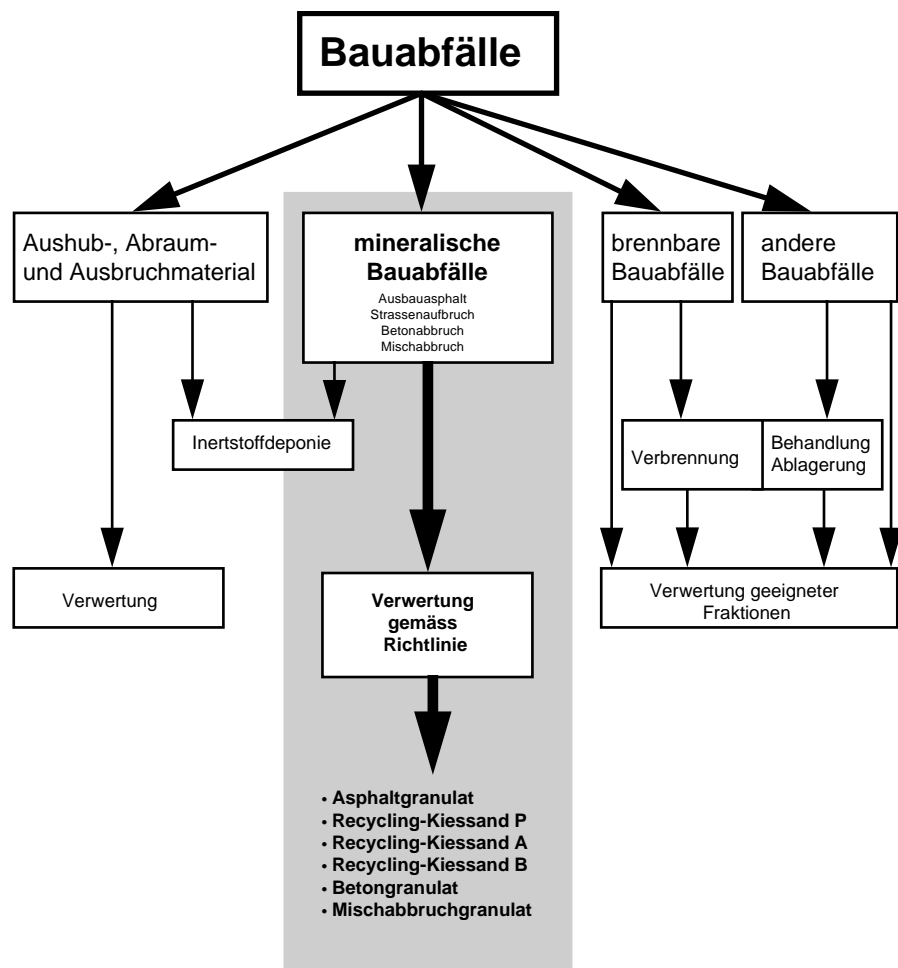 Bauabfälle
Aushub-, Abraum-
und Ausbruchmaterial
mineralische
Bauabfälle
Ausbauasphalt
Strassenaufbruch
Betonabbruch
Mischabbruch
brennbare
Bauabfälle
andere
Bauabfälle
Inertstoffdeponie
Verbrennung
Behandlung
Ablagerung
Verwertung
Verwertung
gemäss
Richtlinie
Verwertung geeigneter
Fraktionen
• Asphaltgranulat
• Recycling-Kiessand P
• Recycling-Kiessand A
• Recycling-Kiessand B
• Betongranulat
• Mischabbruchgranulat